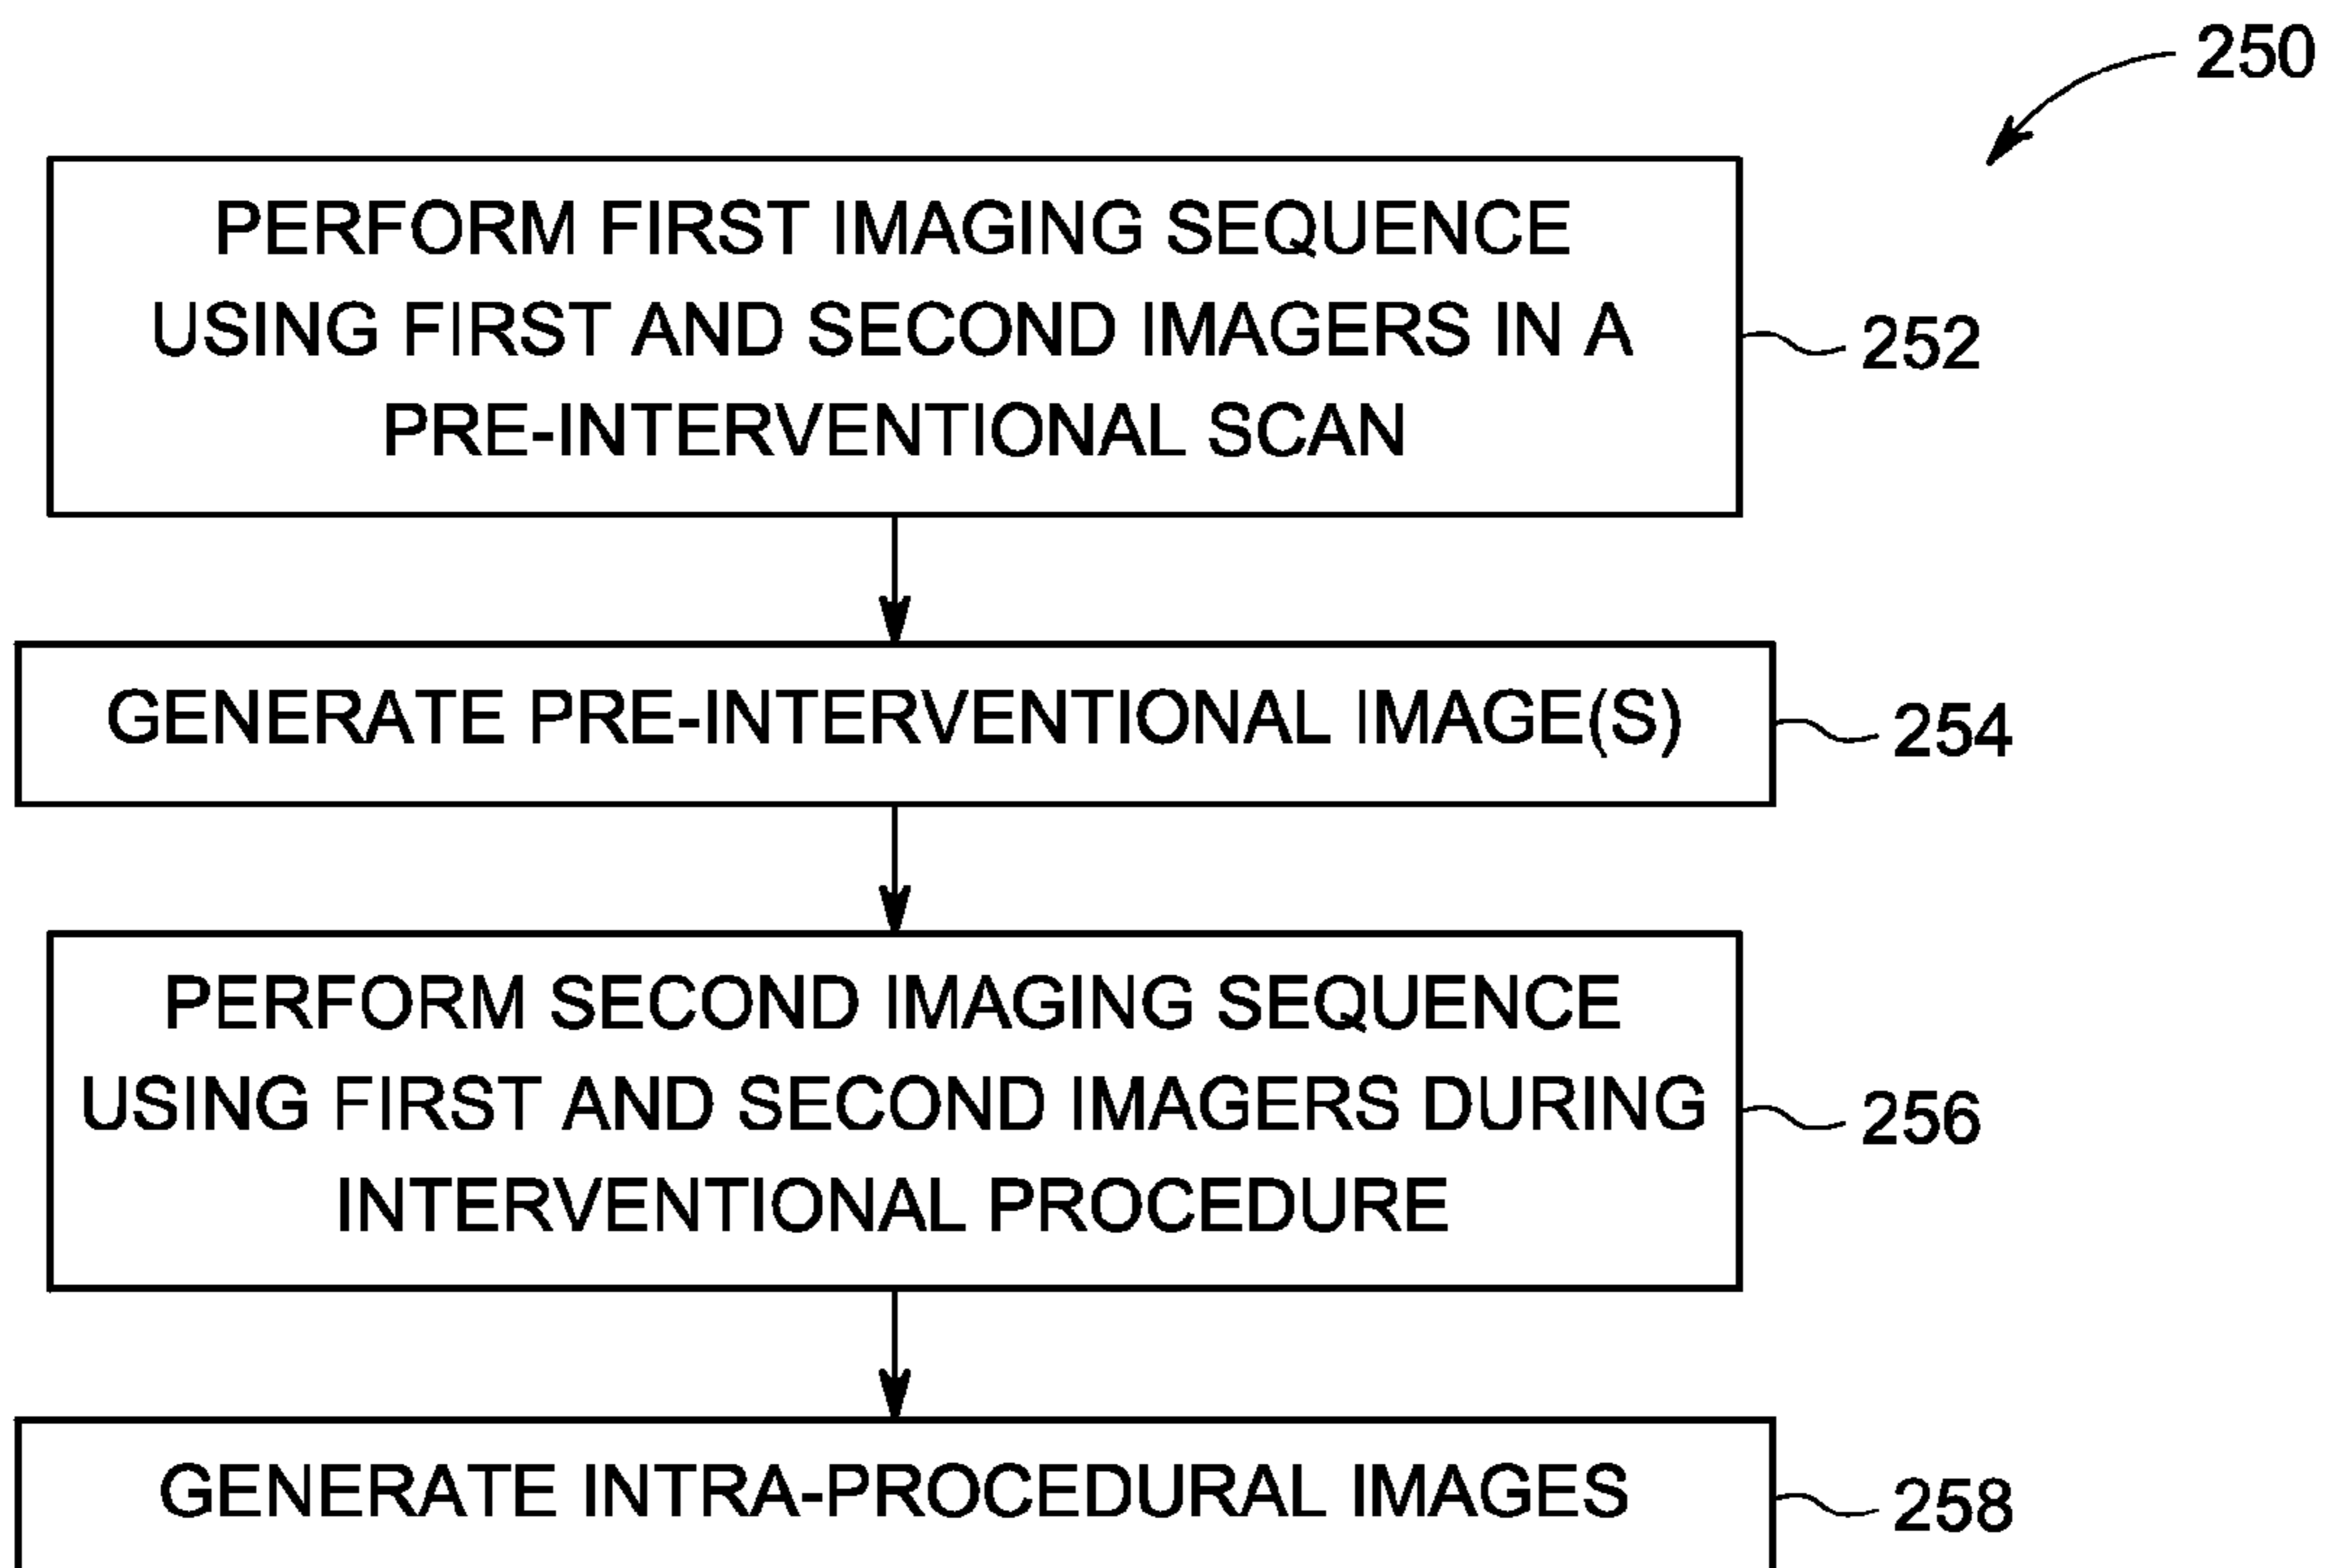 250
PERFORM FIRST IMAGING SEQUENCE
USING FIRST AND SECOND IMAGERS IN A
PRE-INTERVENTIONAL SCAN
252
GENERATE PRE-INTERVENTIONAL IMAGE(S)
254
PERFORM SECOND IMAGING SEQUENCE
USING FIRST AND SECOND IMAGERS DURING
INTERVENTIONAL PROCEDURE
256
GENERATE INTRA-PROCEDURAL IMAGES
258